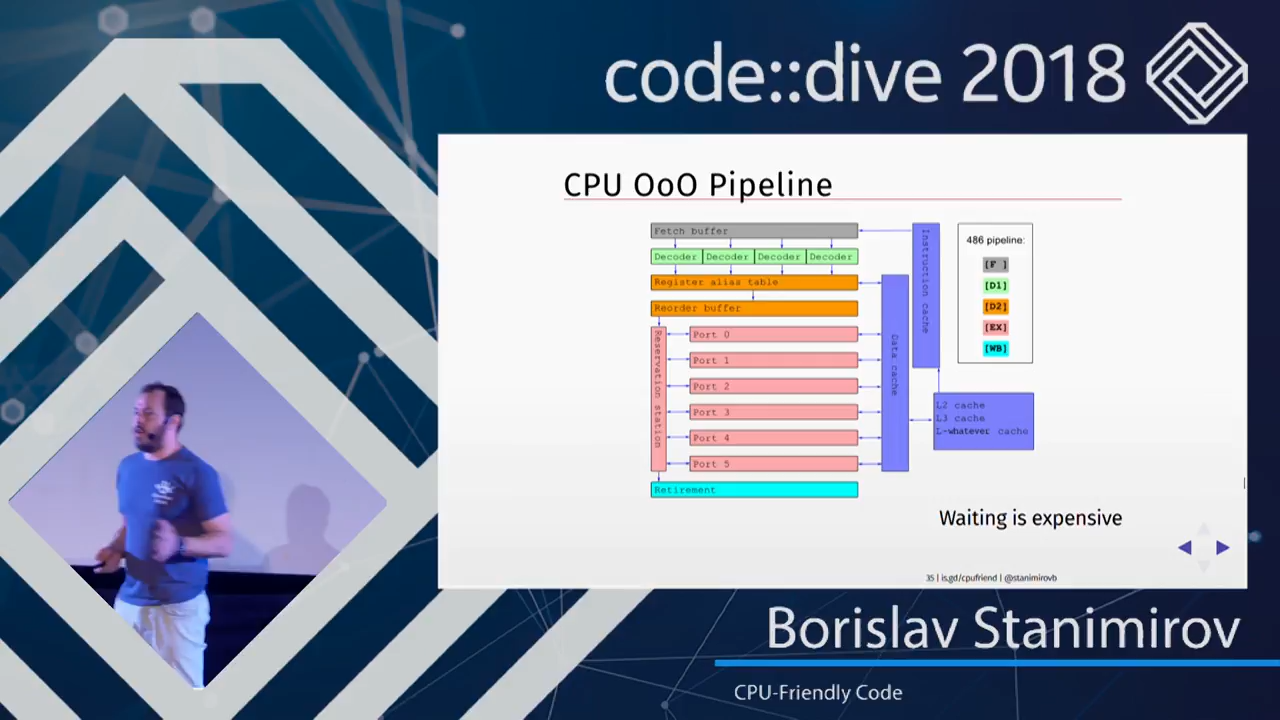 code::dive 2018
CPU OoO Pipeline
Fetch buffer
Decoder Decoder Decoder Decoder
Register alias table
Reorder buffer
Reservation station
Port 0
Port 1
Port 2
Port 3
Port 4
Port 5
Retirement
Data cache
Instruction cache
486 pipeline:
[F ]
[D1]
[D2]
[EX]
[WB]
L2 cache
L3 cache
L-whatever cache
Waiting is expensive
35 | is.gd/cpufriend | @stanimirovb
Borislav Stanimirov
CPU-Friendly Code